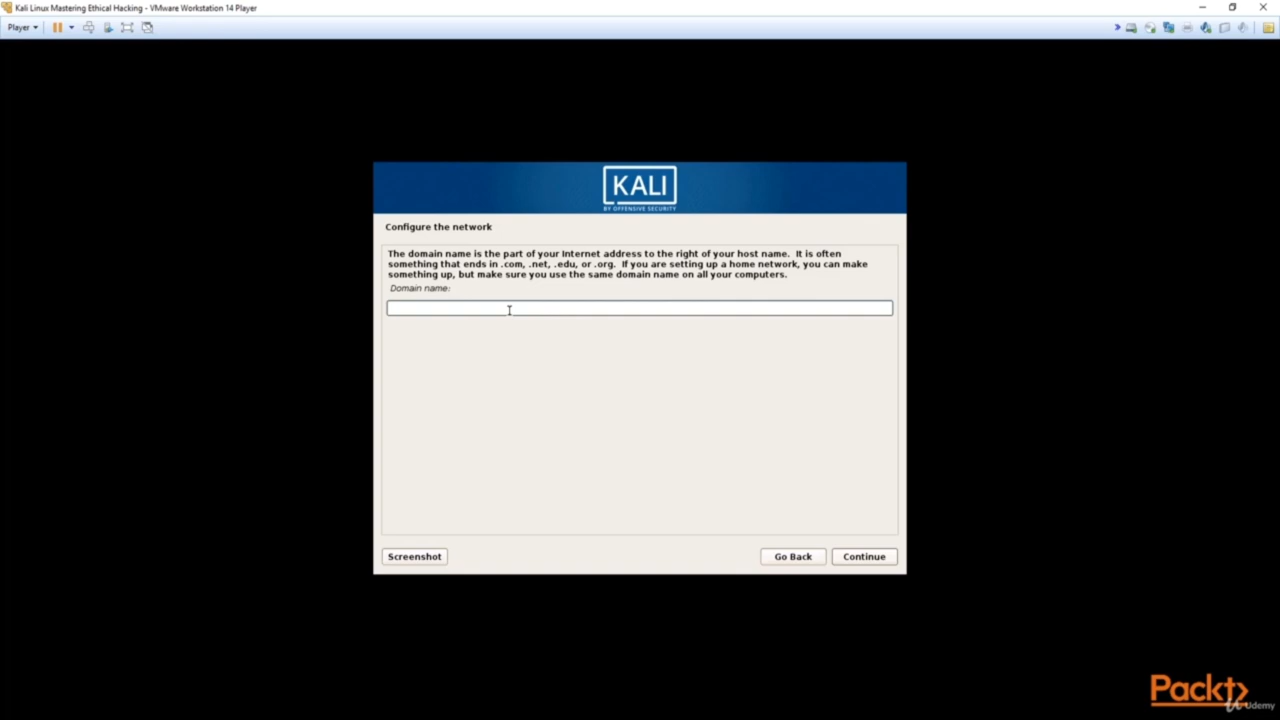 Kali Linux Mastering Ethical Hacking - VMware Workstation 14 Player
Player
KALI
BY OFFENSIVE SECURITY
Configure the network
The domain name is the part of your Internet address to the right of your host name. It is often
something that ends in .com, .net, .edu, or .org. If you are setting up a home network, you can make
something up, but make sure you use the same domain name on all your computers.
Domain name:
Screenshot
Go Back
Continue
Packt>
Udemy